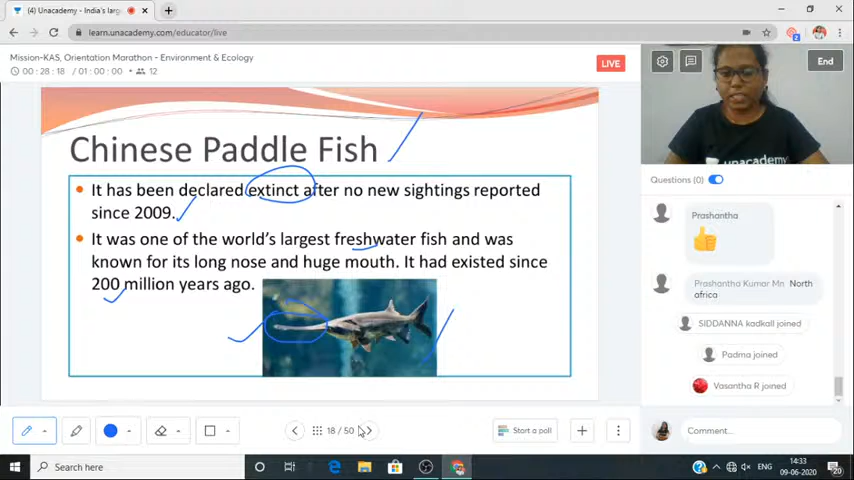 (4) Unacademy - India's larg
learn.unacademy.com/educator/live
Mission-KAS, Orientation Marathon - Environment & Ecology
00 : 28 : 18 / 01 : 00 : 00 • 12
LIVE
End
Chinese Paddle Fish
It has been declared extinct after no new sightings reported
since 2009.
It was one of the world's largest freshwater fish and was
known for its long nose and huge mouth. It had existed since
200 million years ago.
unacademy
Questions (0)
Prashantha
Prashantha Kumar Mn North
africa
SIDDANNA kadkall joined
Padma joined
Vasantha R joined
18 / 50
Start a poll
Comment...
Search here
ENG
14:33
09-06-2020
20